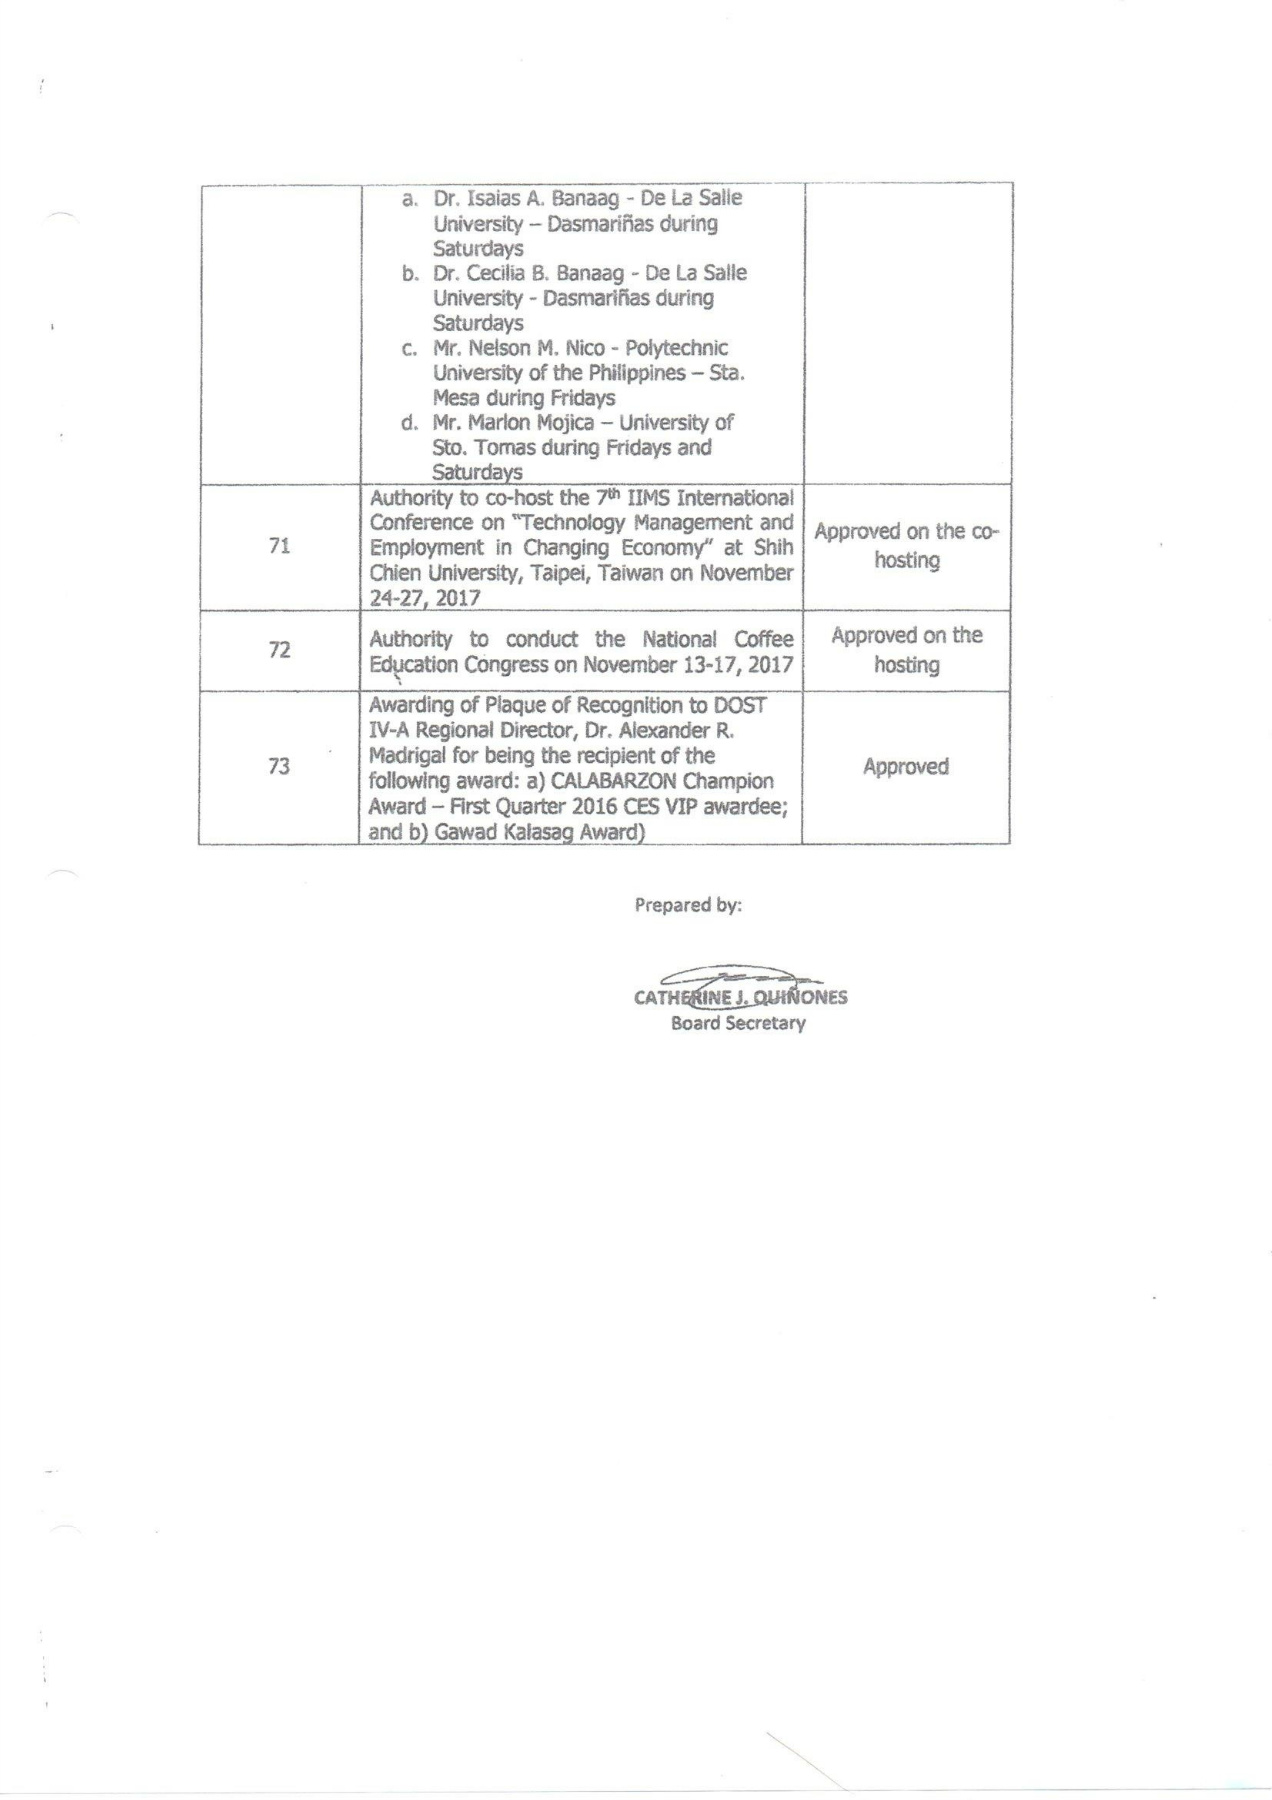 a. Dr. Isaias A. Banaag - De La Salle
University – Dasmariñas during
Saturdays
b. Dr. Cecilia B. Banaag - De La Salle
University - Dasmariñas during
Saturdays
c. Mr. Nelson M. Nico - Polytechnic
University of the Philippines – Sta.
Mesa during Fridays
d. Mr. Marlon Mojica – University of
Sto. Tomas during Fridays and
Saturdays
71
Authority to co-host the 7th IIMS International
Conference on "Technology Management and
Employment in Changing Economy" at Shih
Chien University, Taipei, Taiwan on November
24-27, 2017
Approved on the co-
hosting
72
Authority to conduct the National Coffee
Education Congress on November 13-17, 2017
Approved on the
hosting
73
Awarding of Plaque of Recognition to DOST
IV-A Regional Director, Dr. Alexander R.
Madrigal for being the recipient of the
following award: a) CALABARZON Champion
Award – First Quarter 2016 CES VIP awardee;
and b) Gawad Kalasag Award)
Approved
Prepared by:
CATHERINE J. QUIÑONES
Board Secretary